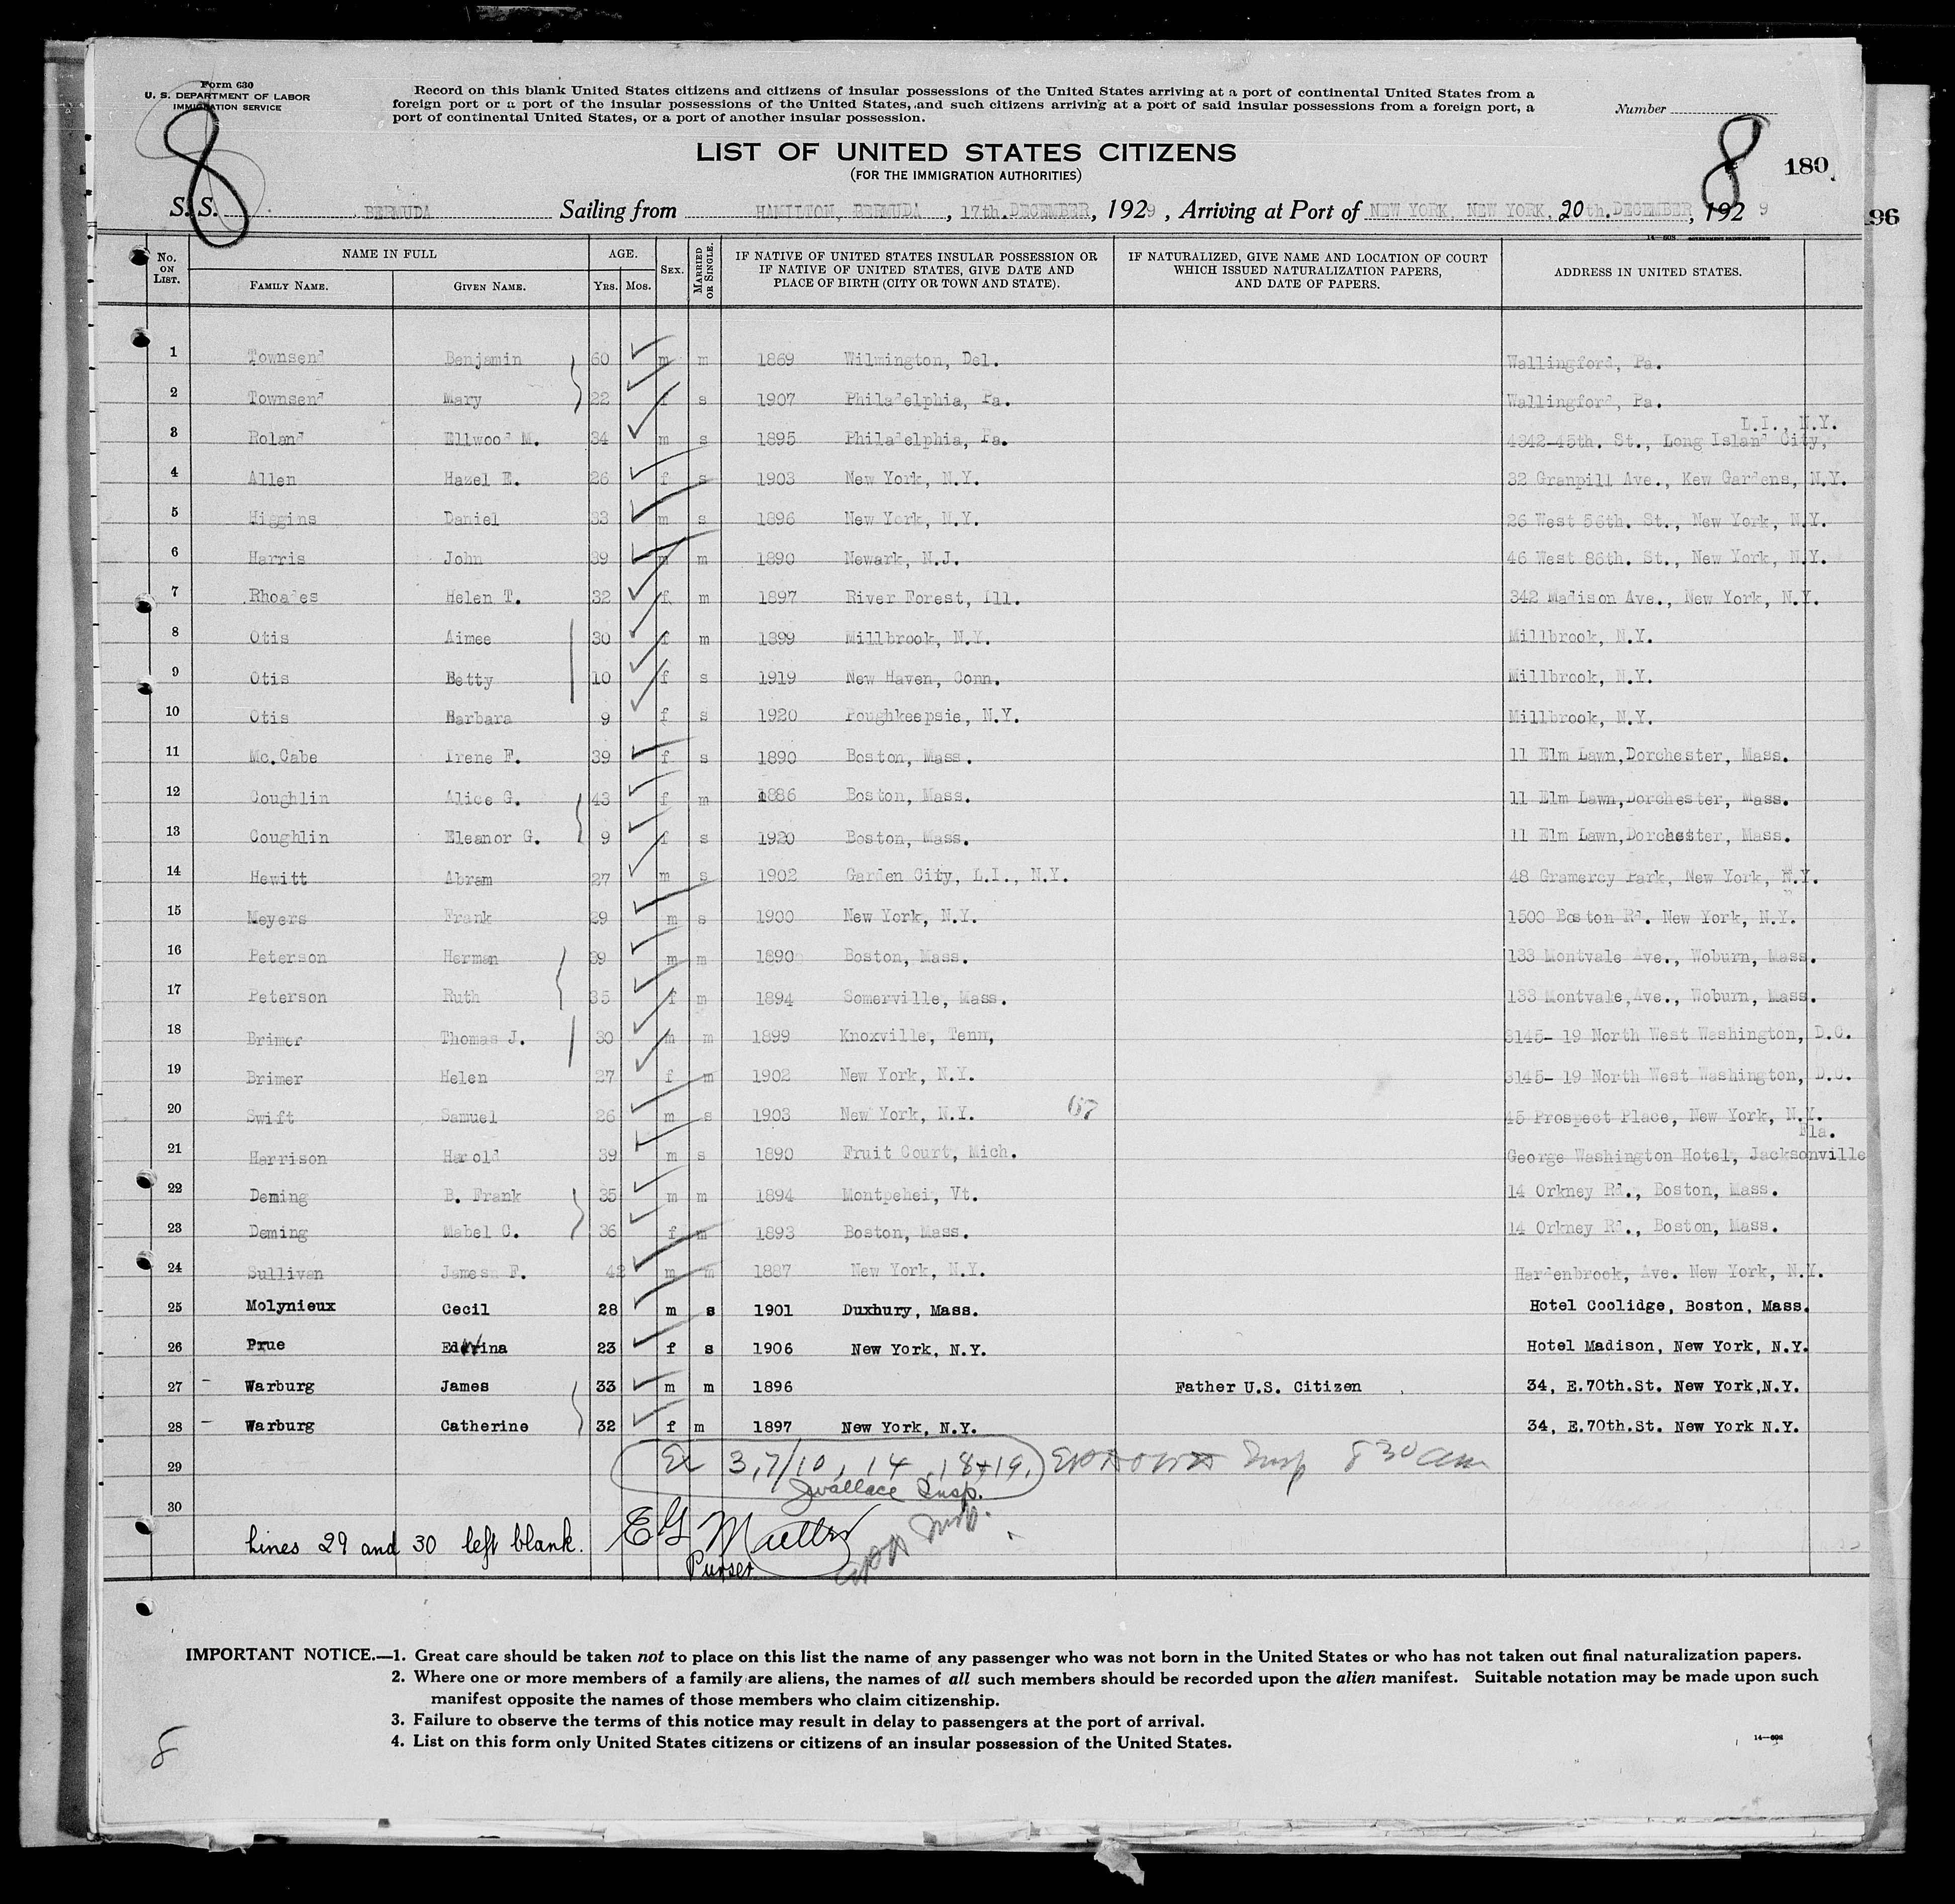 Form 630
U. S. DEPARTMENT OF LABOR
IMMIGRATION SERVICE
Record on this blank United States citizens and citizens of insular possessions of the United States arriving at a port of continental United States from a
foreign port or a port of the insular possessions of the United States, and such citizens arriving at a port of said insular possessions from a foreign port, a
port of continental United States, or a port of another insular possession.
Number
8
8
180
LIST OF UNITED STATES CITIZENS
(FOR THE IMMIGRATION AUTHORITIES)
S. S. BERMUDA Sailing from HAMILTON, BERMUDA, 17th. DECEMBER, 1929, Arriving at Port of NEW YORK, NEW YORK, 20th. DECEMBER, 1929
96
14—608 GOVERNMENT PRINTING OFFICE
No. ON LIST. NAME IN FULL FAMILY NAME. GIVEN NAME. AGE. YRS. MOS. SEX. MARRIED OR SINGLE. IF NATIVE OF UNITED STATES INSULAR POSSESSION OR IF NATIVE OF UNITED STATES, GIVE DATE AND PLACE OF BIRTH (CITY OR TOWN AND STATE). IF NATURALIZED, GIVE NAME AND LOCATION OF COURT WHICH ISSUED NATURALIZATION PAPERS, AND DATE OF PAPERS. ADDRESS IN UNITED STATES.
1 Townsend Benjamin 60 m m 1869 Wilmington, Del. Wallingford, Pa.
2 Townsend Mary 22 f s 1907 Philadelphia, Pa. Wallingford, Pa.
3 Roland Ellwood M. 34 m s 1895 Philadelphia, Pa. 4342-45th. St., Long Island City, L.I., N.Y.
4 Allen Hazel E. 26 f s 1903 New York, N.Y. 32 Granpill Ave., Kew Gardens, N.Y.
5 Higgins Daniel 33 m s 1896 New York, N.Y. 26 West 56th. St., New York, N.Y.
6 Harris John 39 m m 1890 Newark, N.J. 46 West 86th. St., New York, N.Y.
7 Rhoades Helen T. 32 f m 1897 River Forest, Ill. 342 Madison Ave., New York, N.Y.
8 Otis Aimee 30 f m 1899 Millbrook, N.Y. Millbrook, N.Y.
9 Otis Betty 10 f s 1919 New Haven, Conn. Millbrook, N.Y.
10 Otis Barbara 9 f s 1920 Poughkeepsie, N.Y. Millbrook, N.Y.
11 Mc.Cabe Irene F. 39 f s 1890 Boston, Mass. 11 Elm Lawn, Dorchester, Mass.
12 Coughlin Alice G. 43 f m 1886 Boston, Mass. 11 Elm Lawn, Dorchester, Mass.
13 Coughlin Eleanor G. 9 f s 1920 Boston, Mass. 11 Elm Lawn, Dorchester, Mass.
14 Hewitt Abram 27 m s 1902 Garden City, L.I., N.Y. 48 Gramercy Park, New York, N.Y.
15 Meyers Frank 29 m s 1900 New York, N.Y. 1500 Boston Rd. New York, N.Y.
16 Peterson Herman 39 m m 1890 Boston, Mass. 133 Montvale Ave., Woburn, Mass.
17 Peterson Ruth 35 f m 1894 Somerville, Mass. 133 Montvale, Ave., Woburn, Mass.
18 Brimer Thomas J. 30 m m 1899 Knoxville, Tenn, 3145- 19 North West Washington, D.C.
19 Brimer Helen 27 f m 1902 New York, N.Y. 3145- 19 North West Washington, D.C.
20 Swift Samuel 26 m s 1903 New York, N.Y. 45 Prospect Place, New York, N.Y.
21 Harrison Harold 39 m s 1890 Fruit Court, Mich. George Washington Hotel, Jacksonville Fla.
22 Deming B. Frank 35 m m 1894 Montpehei, Vt. 14 Orkney Rd., Boston, Mass.
23 Deming Mabel C. 36 f m 1893 Boston, Mass. 14 Orkney Rd., Boston, Mass.
24 Sullivan James F. 42 m m 1887 New York, N.Y. Hardenbrook, Ave. New York, N.Y.
25 Molynieux Cecil 28 m s 1901 Duxbury, Mass. Hotel Coolidge, Boston, Mass.
26 Prue Edwina 23 f s 1906 New York, N.Y. Hotel Madison, New York, N.Y.
27 - Warburg James 33 m m 1896 Father U.S. Citizen 34, E.70th.St. New York,N.Y.
28 - Warburg Catherine 32 f m 1897 New York, N.Y. 34, E.70th.St. New York N.Y.
29 Ex 3,7/10, 14, 18+19. Insp 8 30 am
JWallace Insp.
30
Lines 29 and 30 left blank. E G Mueller
Purser
IMPORTANT NOTICE.—1. Great care should be taken not to place on this list the name of any passenger who was not born in the United States or who has not taken out final naturalization papers.
2. Where one or more members of a family are aliens, the names of all such members should be recorded upon the alien manifest. Suitable notation may be made upon such
manifest opposite the names of those members who claim citizenship.
3. Failure to observe the terms of this notice may result in delay to passengers at the port of arrival.
4. List on this form only United States citizens or citizens of an insular possession of the United States.
14—608
8